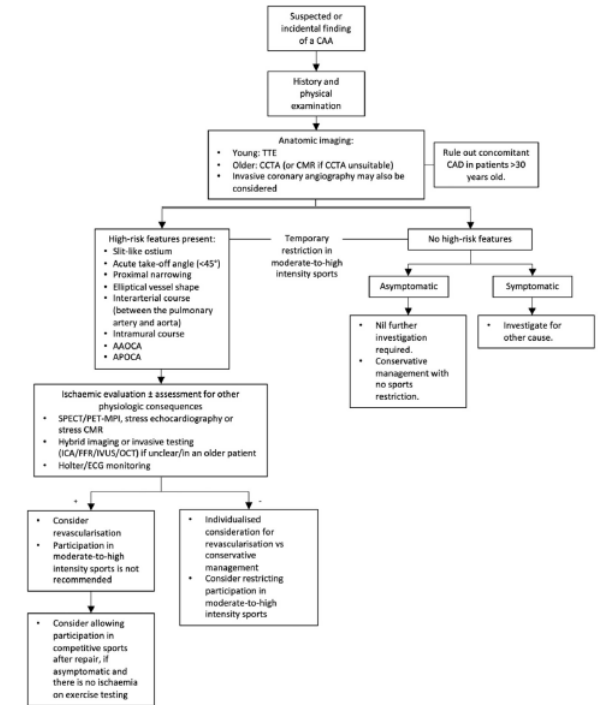 Suspected or
incidental finding
of a CAA
History and
physical
examination
Anatomic imaging:
• Young: TTE
• Older: CCTA (or CMR if CCTA unsuitable)
• Invasive coronary angiography may also be
considered
Rule out concomitant
CAD in patients >30
years old.
High-risk features present:
• Slit-like ostium
• Acute take-off angle (<45°)
• Proximal narrowing
• Elliptical vessel shape
• Interarterial course
(between the pulmonary
artery and aorta)
• Intramural course
• AAOCA
• APOCA
Temporary
restriction in
moderate-to-high
intensity sports
No high-risk features
Asymptomatic
Symptomatic
• Nil further
investigation
required.
• Conservative
management with
no sports
restriction.
• Investigate for
other cause.
Ischaemic evaluation ± assessment for other
physiologic consequences
• SPECT/PET-MPI, stress echocardiography or
stress CMR
• Hybrid imaging or invasive testing
(ICA/FFR/IVUS/OCT) if unclear/in an older patient
• Holter/ECG monitoring
+
-
• Consider
revascularisation
• Participation in
moderate-to-high
intensity sports is not
recommended
• Individualised
consideration for
revascularisation vs
conservative
management
• Consider restricting
participation in
moderate-to-high
intensity sports
• Consider allowing
participation in
competitive sports
after repair, if
asymptomatic and
there is no ischaemia
on exercise testing